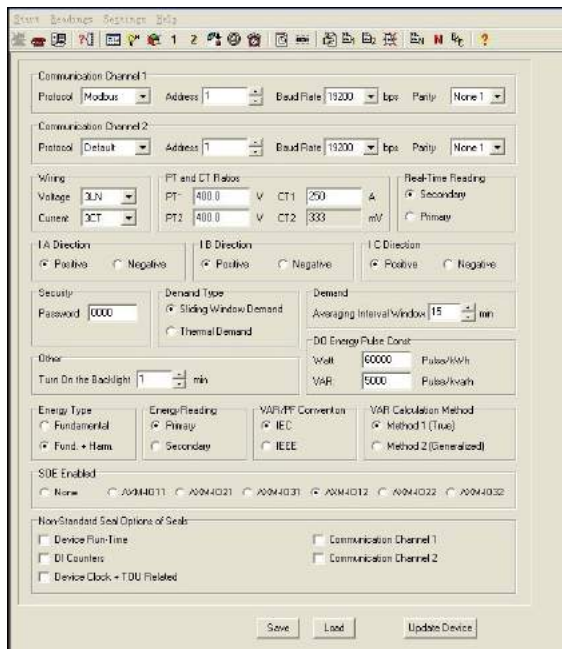 Start Readings Settings Help
1 2 N ?
Communication Channel 1
Protocol Modbus Address 1 Baud Rate 19200 bps Parity None 1
Communication Channel 2
Protocol Default Address 1 Baud Rate 19200 bps Parity None 1
Wiring PT and CT Ratios Real-Time Reading
Voltage 3LN PT1 400.0 V CT1 250 A Secondary
Current 3CT PT2 400.0 V CT2 333 mV Primary
I A Direction I B Direction I C Direction
Positive Negative Positive Negative Positive Negative
Security Demand Type Demand
Password 0000 Sliding Window Demand Averaging Interval Window 15 min
Thermal Demand
DO Energy Pulse Const
Other Watt 60000 Pulse/kWh
Turn On the Backlight 1 min VAR 5000 Pulse/kvarh
Energy Type Energy Reading VAR/PF Convention VAR Calculation Method
Fundamental Primary IEC Method 1 (True)
Fund. + Harm. Secondary IEEE Method 2 (Generalized)
SOE Enabled
None AXM-IO11 AXM-IO21 AXM-IO31 AXM-IO12 AXM-IO22 AXM-IO32
Non-Standard Seal Options of Seals
Device Run-Time Communication Channel 1
DI Counters Communication Channel 2
Device Clock + TOU Related
Save Load Update Device